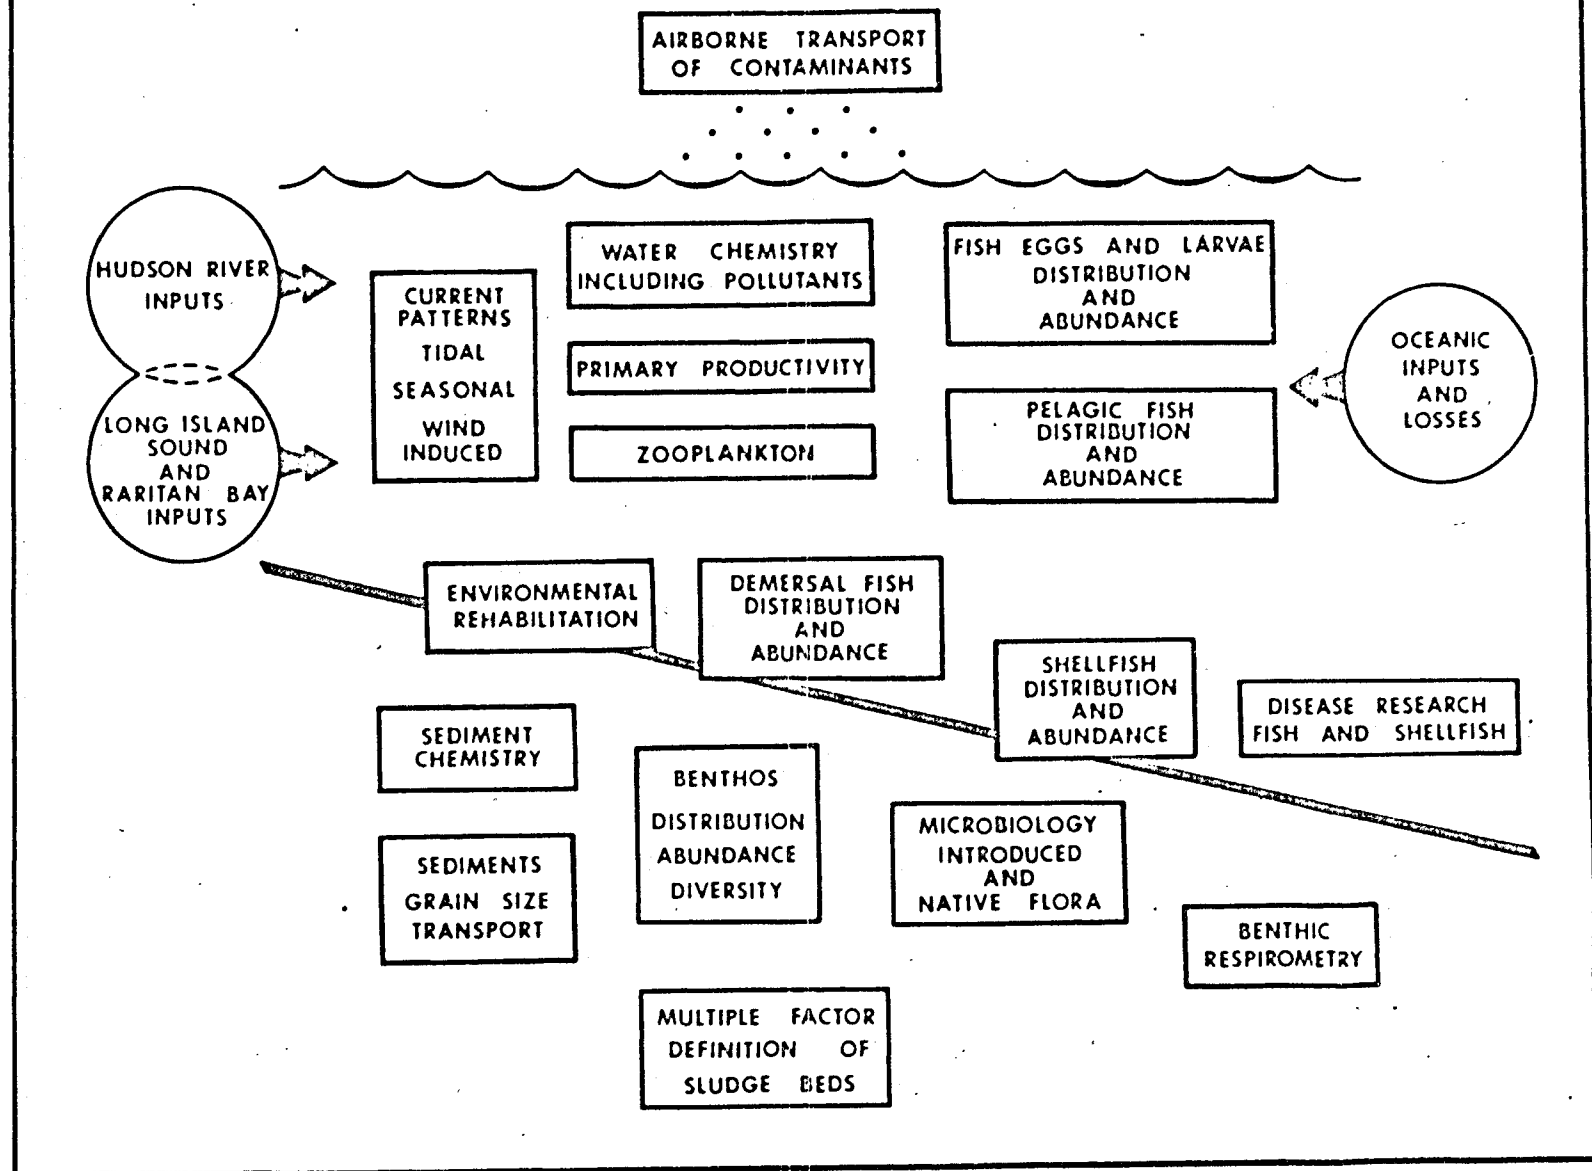 AIRBORNE TRANSPORT
OF CONTAMINANTS
HUDSON RIVER
INPUTS
LONG ISLAND
SOUND
AND
RARITAN BAY
INPUTS
CURRENT
PATTERNS
TIDAL
SEASONAL
WIND
INDUCED
WATER CHEMISTRY
INCLUDING POLLUTANTS
PRIMARY PRODUCTIVITY
ZOOPLANKTON
FISH EGGS AND LARVAE
DISTRIBUTION
AND
ABUNDANCE
PELAGIC FISH
DISTRIBUTION
AND
ABUNDANCE
OCEANIC
INPUTS
AND
LOSSES
ENVIRONMENTAL
REHABILITATION
DEMERSAL FISH
DISTRIBUTION
AND
ABUNDANCE
SHELLFISH
DISTRIBUTION
AND
ABUNDANCE
DISEASE RESEARCH
FISH AND SHELLFISH
SEDIMENT
CHEMISTRY
SEDIMENTS
GRAIN SIZE
TRANSPORT
BENTHOS
DISTRIBUTION
ABUNDANCE
DIVERSITY
MICROBIOLOGY
INTRODUCED
AND
NATIVE FLORA
BENTHIC
RESPIROMETRY
MULTIPLE FACTOR
DEFINITION OF
SLUDGE BEDS